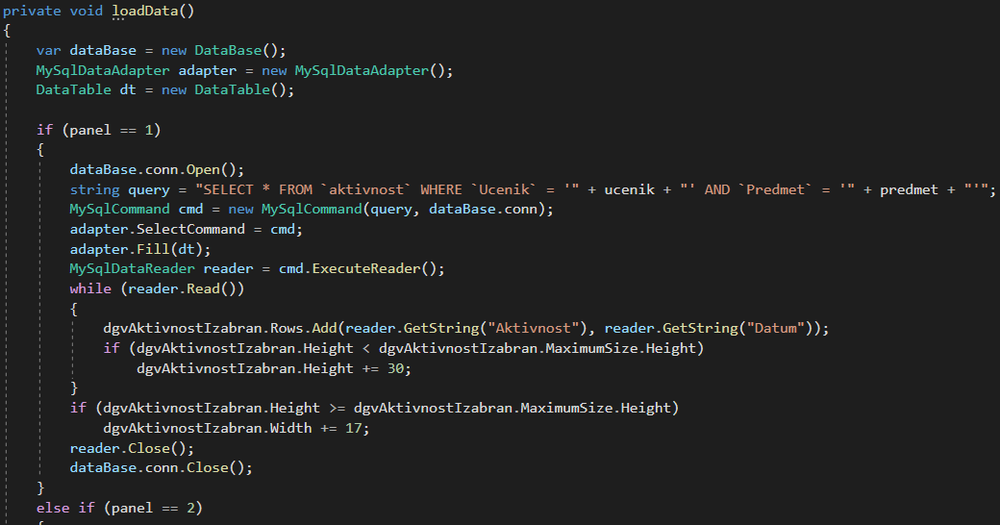 private void loadData()
{
    var dataBase = new DataBase();
    MySqlDataAdapter adapter = new MySqlDataAdapter();
    DataTable dt = new DataTable();

    if (panel == 1)
    {
        dataBase.conn.Open();
        string query = "SELECT * FROM `aktivnost` WHERE `Ucenik` = '" + ucenik + "' AND `Predmet` = '" + predmet + "'";
        MySqlCommand cmd = new MySqlCommand(query, dataBase.conn);
        adapter.SelectCommand = cmd;
        adapter.Fill(dt);
        MySqlDataReader reader = cmd.ExecuteReader();
        while (reader.Read())
        {
            dgvAktivnostIzabran.Rows.Add(reader.GetString("Aktivnost"), reader.GetString("Datum"));
            if (dgvAktivnostIzabran.Height < dgvAktivnostIzabran.MaximumSize.Height)
                dgvAktivnostIzabran.Height += 30;
        }
        if (dgvAktivnostIzabran.Height >= dgvAktivnostIzabran.MaximumSize.Height)
            dgvAktivnostIzabran.Width += 17;
        reader.Close();
        dataBase.conn.Close();
    }
    else if (panel == 2)